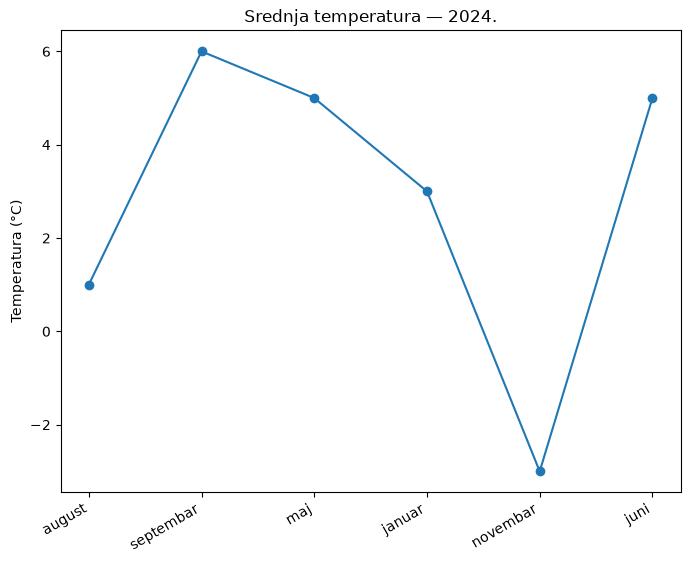 Srednja temperatura — 2024.
Temperatura (°C)
6
4
2
0
−2
august
septembar
maj
januar
novembar
juni